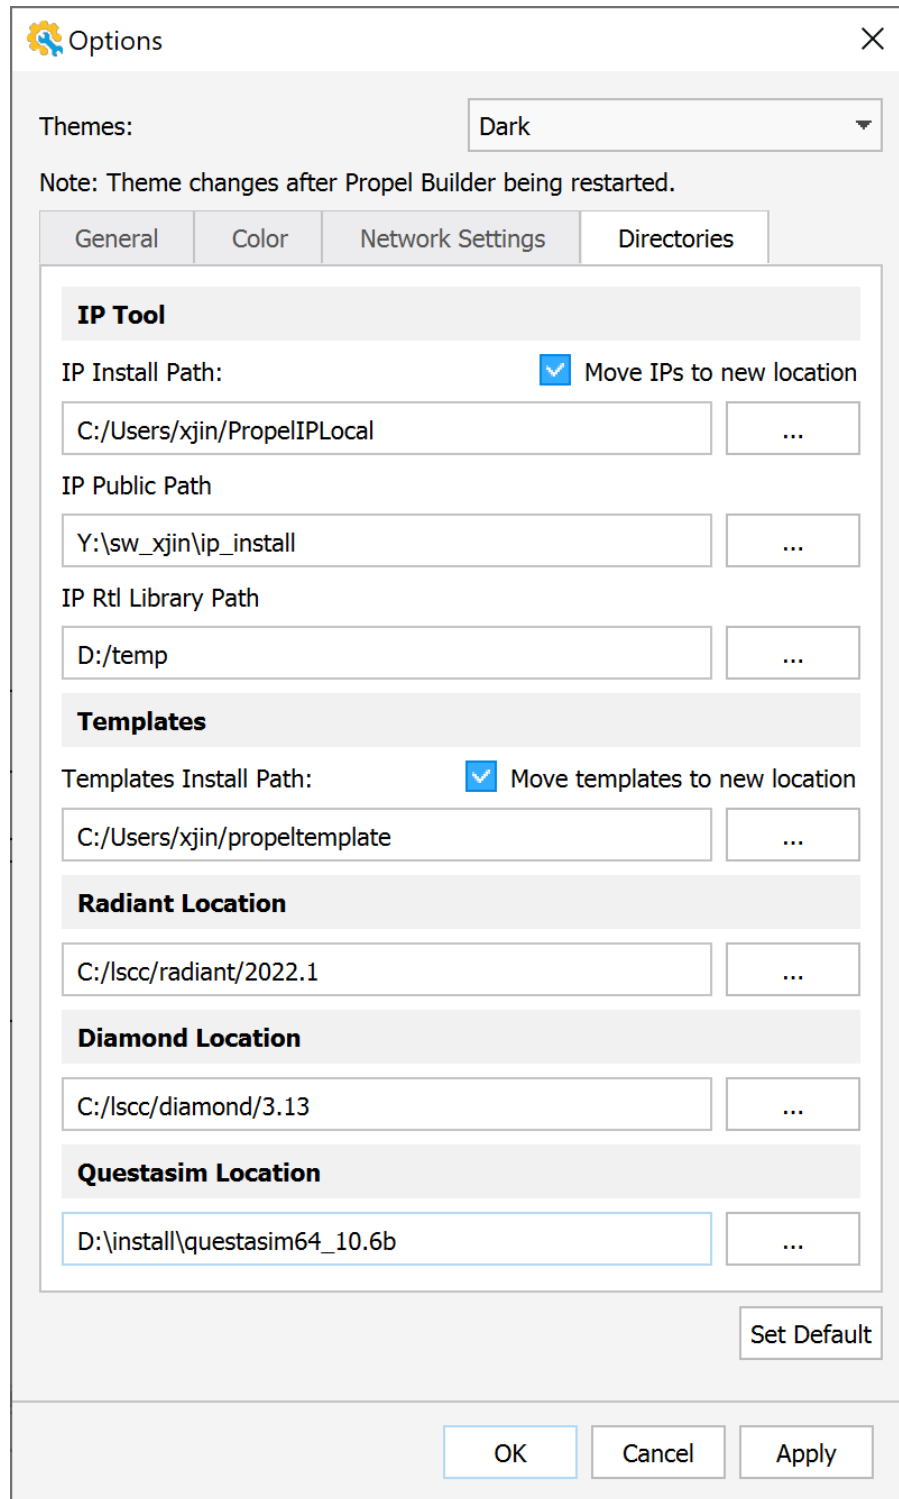 Options
Themes: Dark
Note: Theme changes after Propel Builder being restarted.
General Color Network Settings Directories
IP Tool
IP Install Path: Move IPs to new location
C:/Users/xjin/PropelIPLocal ...
IP Public Path
Y:\sw_xjin\ip_install ...
IP Rtl Library Path
D:/temp ...
Templates
Templates Install Path: Move templates to new location
C:/Users/xjin/propeltemplate ...
Radiant Location
C:/lscc/radiant/2022.1 ...
Diamond Location
C:/lscc/diamond/3.13 ...
Questasim Location
D:\install\questasim64_10.6b ...
Set Default
OK Cancel Apply